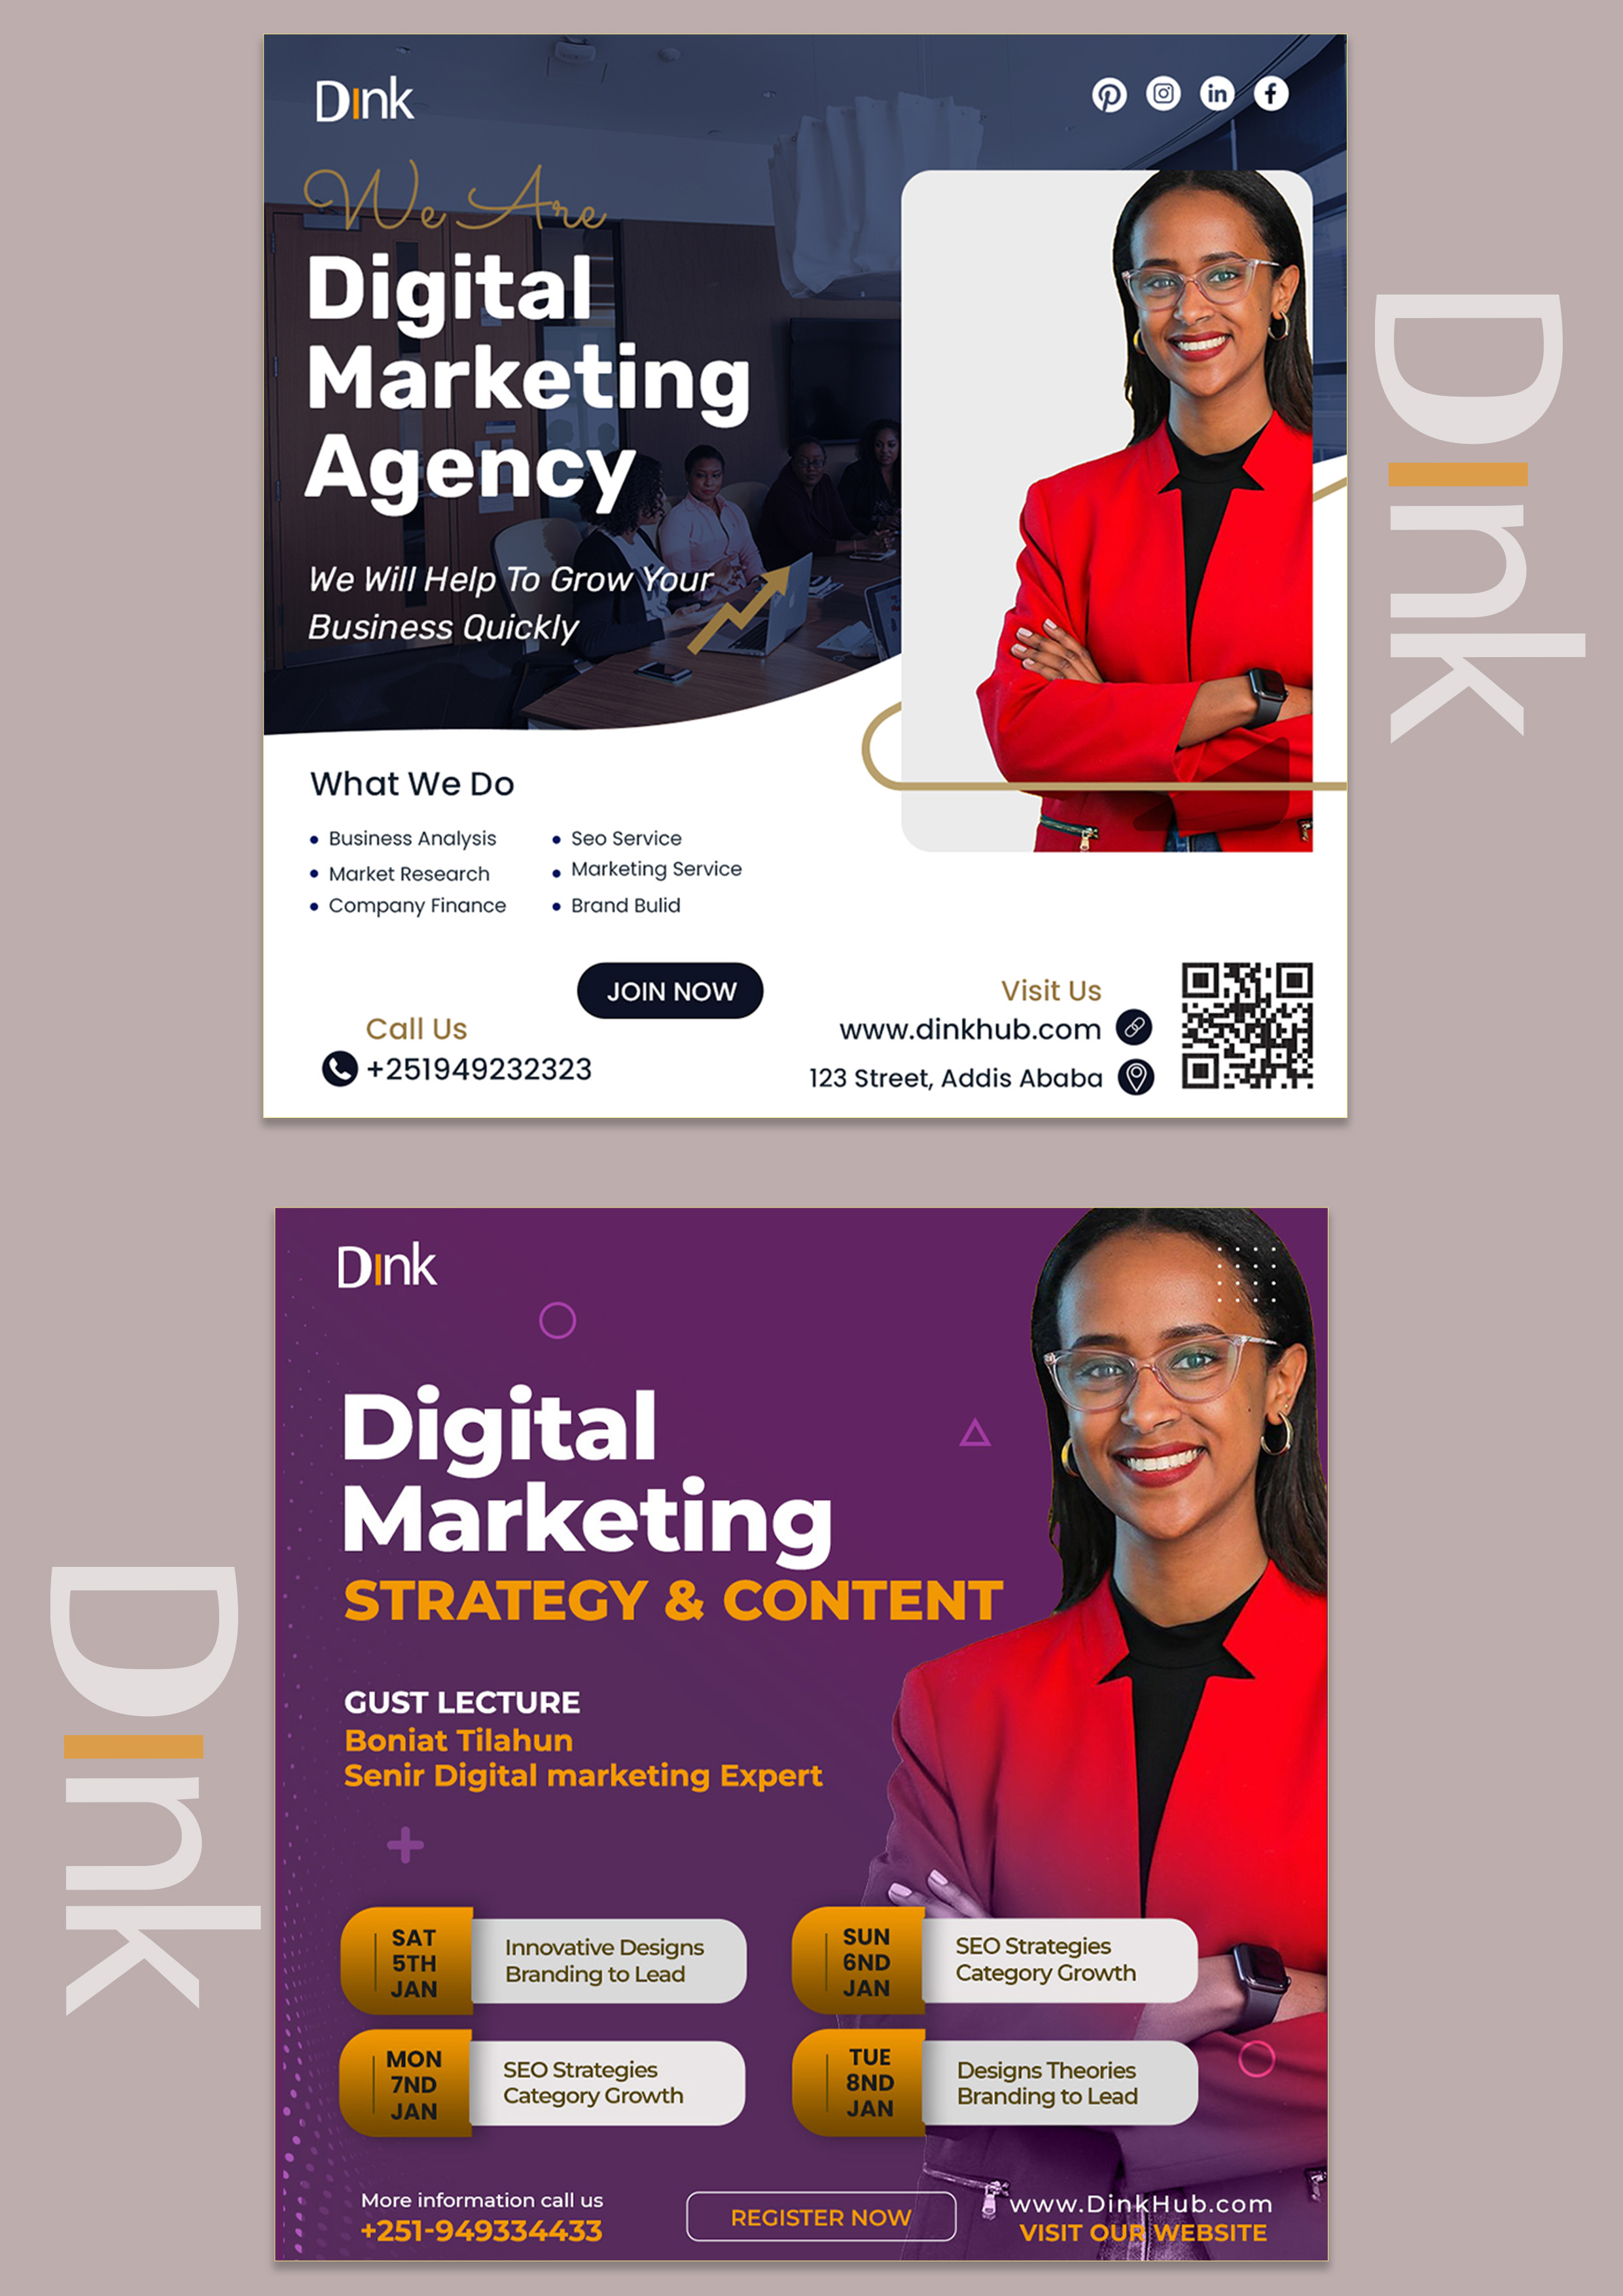 Dink
We Are
Digital
Marketing
Agency
We Will Help To Grow Your
Business Quickly
What We Do
Business Analysis
Market Research
Company Finance
Seo Service
Marketing Service
Brand Bulid
JOIN NOW
Call Us
+251949232323
Visit Us
www.dinkhub.com
123 Street, Addis Ababa
Dink
Dink
Digital
Marketing
STRATEGY & CONTENT
GUST LECTURE
Boniat Tilahun
Senir Digital marketing Expert
SAT
5TH
JAN
Innovative Designs
Branding to Lead
SUN
6ND
JAN
SEO Strategies
Category Growth
MON
7ND
JAN
SEO Strategies
Category Growth
TUE
8ND
JAN
Designs Theories
Branding to Lead
More information call us
+251-949334433
REGISTER NOW
www.DinkHub.com
VISIT OUR WEBSITE
Dink